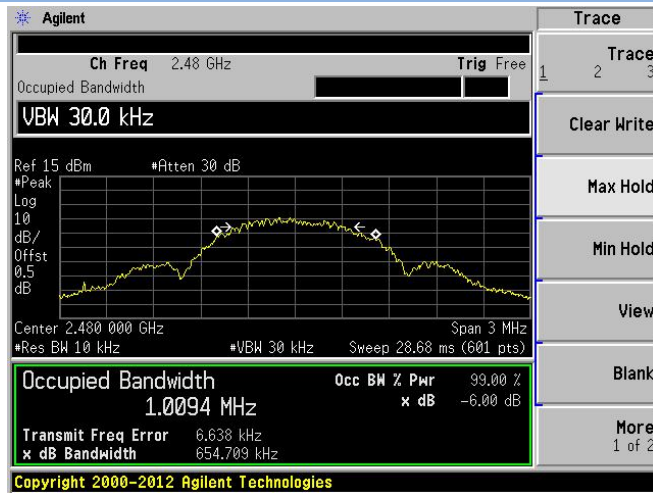 Agilent
Trace
Ch Freq 2.48 GHz Trig Free
Occupied Bandwidth
VBW 30.0 kHz
Ref 15 dBm #Atten 30 dB
#Peak
Log
10
dB/
Offst
0.5
dB
Center 2.480 000 GHz Span 3 MHz
#Res BW 10 kHz #VBW 30 kHz Sweep 28.68 ms (601 pts)
Occupied Bandwidth
1.0094 MHz
Occ BW % Pwr 99.00 %
x dB -6.00 dB
Transmit Freq Error 6.638 kHz
x dB Bandwidth 654.709 kHz
Copyright 2000-2012 Agilent Technologies
Trace
1 2 3
Clear Write
Max Hold
Min Hold
View
Blank
More
1 of 2